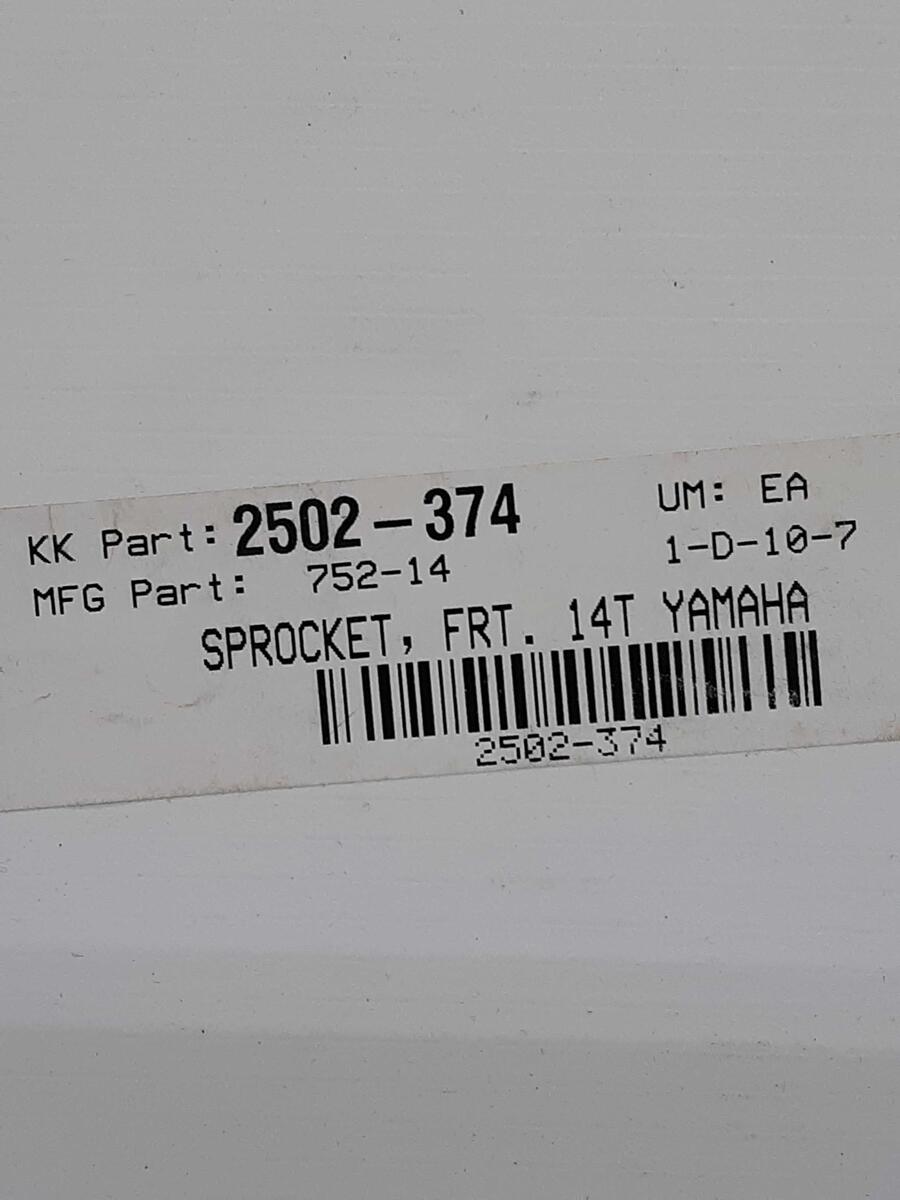 KK Part: 2502-374 UM: EA
MFG Part: 752-14 1-D-10-7
SPROCKET, FRT. 14T YAMAHA
2502-374